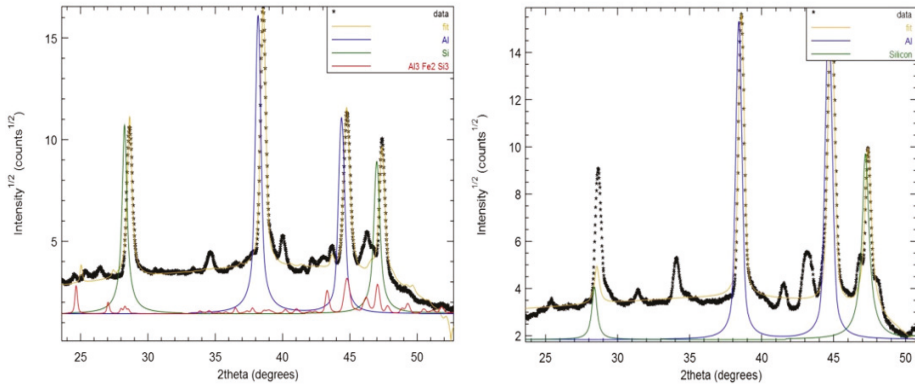 data
fit
Al
Si
Al3 Fe2 Si3
Intensity^1/2 (counts^1/2)
15
10
5
25 30 35 40 45 50
2theta (degrees)
data
fit
Al
Silicon
Intensity^1/2 (counts^1/2)
14
12
10
8
6
4
2
25 30 35 40 45 50
2theta (degrees)